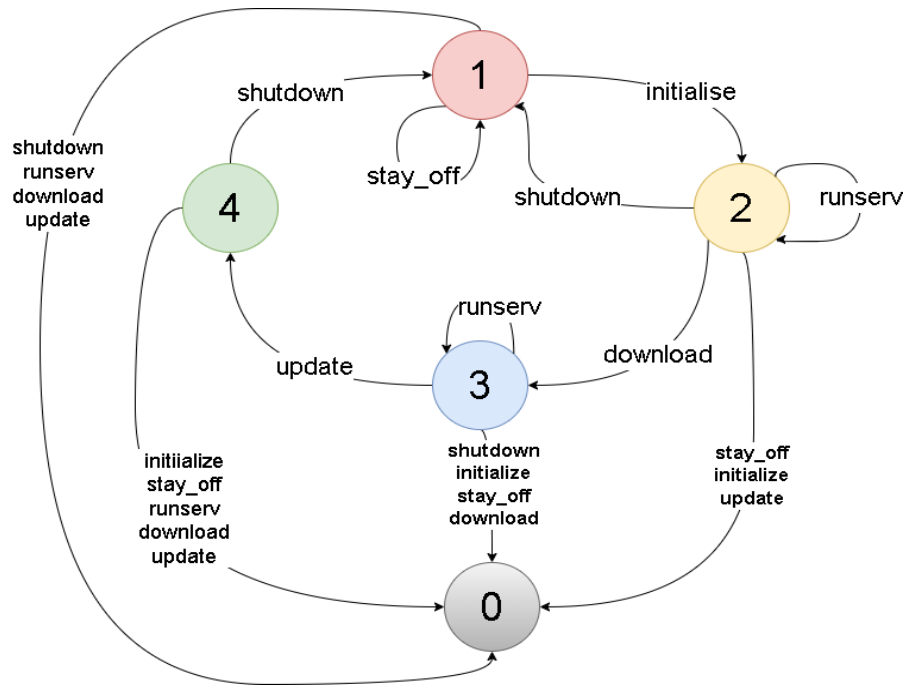 1
shutdown
initialise
shutdown
runserv
download
update
stay_off
4
shutdown
2
runserv
runserv
update
3
download
initiialize
stay_off
runserv
download
update
shutdown
initialize
stay_off
download
stay_off
initialize
update
0